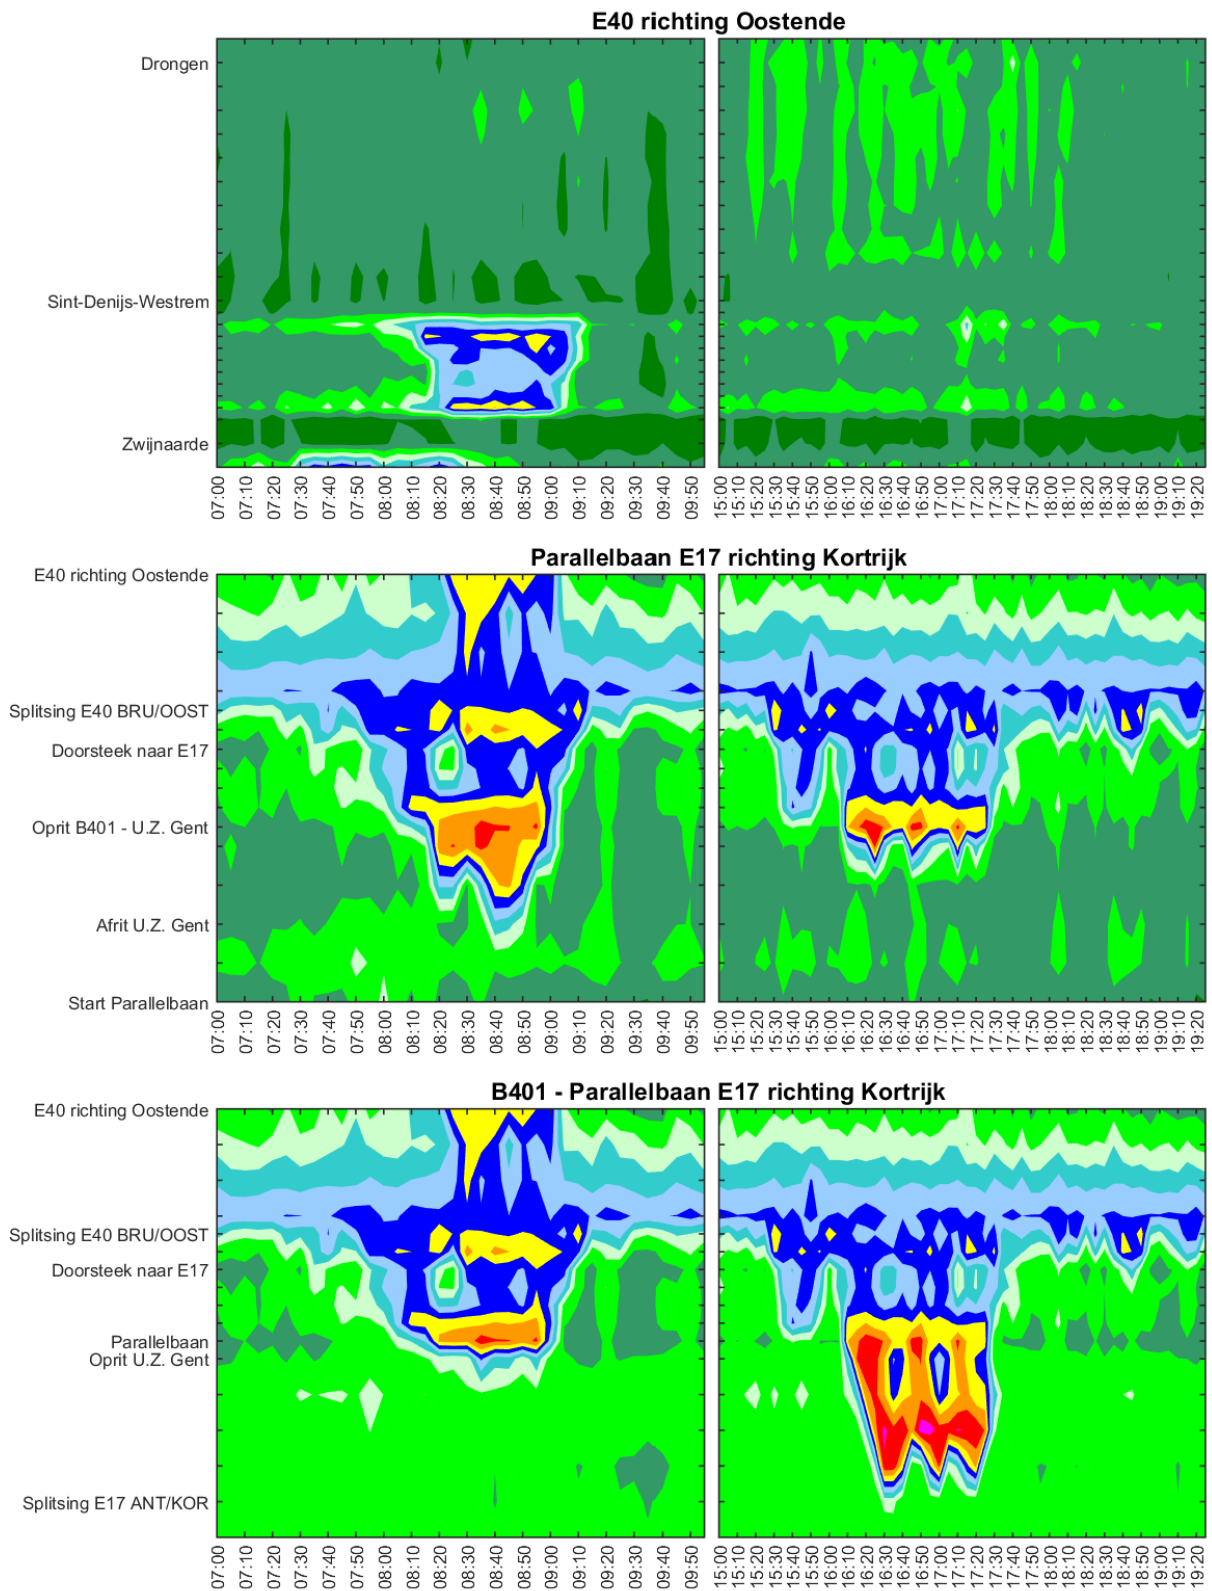 E40 richting Oostende
Drongen
Sint-Denijs-Westrem
Zwijnaarde
07:00 07:10 07:20 07:30 07:40 07:50 08:00 08:10 08:20 08:30 08:40 08:50 09:00 09:10 09:20 09:30 09:40 09:50
15:00 15:10 15:20 15:30 15:40 15:50 16:00 16:10 16:20 16:30 16:40 16:50 17:00 17:10 17:20 17:30 17:40 17:50 18:00 18:10 18:20 18:30 18:40 18:50 19:00 19:10 19:20
Parallelbaan E17 richting Kortrijk
E40 richting Oostende
Splitsing E40 BRU/OOST
Doorsteek naar E17
Oprit B401 - U.Z. Gent
Afrit U.Z. Gent
Start Parallelbaan
07:00 07:10 07:20 07:30 07:40 07:50 08:00 08:10 08:20 08:30 08:40 08:50 09:00 09:10 09:20 09:30 09:40 09:50
15:00 15:10 15:20 15:30 15:40 15:50 16:00 16:10 16:20 16:30 16:40 16:50 17:00 17:10 17:20 17:30 17:40 17:50 18:00 18:10 18:20 18:30 18:40 18:50 19:00 19:10 19:20
B401 - Parallelbaan E17 richting Kortrijk
E40 richting Oostende
Splitsing E40 BRU/OOST
Doorsteek naar E17
Parallelbaan
Oprit U.Z. Gent
Splitsing E17 ANT/KOR
07:00 07:10 07:20 07:30 07:40 07:50 08:00 08:10 08:20 08:30 08:40 08:50 09:00 09:10 09:20 09:30 09:40 09:50
15:00 15:10 15:20 15:30 15:40 15:50 16:00 16:10 16:20 16:30 16:40 16:50 17:00 17:10 17:20 17:30 17:40 17:50 18:00 18:10 18:20 18:30 18:40 18:50 19:00 19:10 19:20